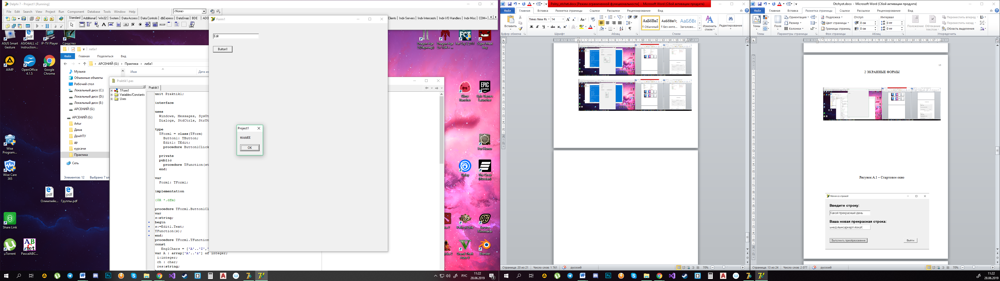 Delphi 7 - Project1 [Running]
File Edit Search View Project Run Component Database Tools Window Help
<None>
Standard Additional Win32 System Data Access Data Controls dbExpress DataSnap BDE
Clients Indy Servers Indy Intercepts Indy I/O Handlers Indy Misc COM+
ASUS Smart Gesture
ASIO4ALL v2 Instruction...
IP-TV Player
Средство
AIMP
OpenOffice 4.1.5
Google Chrome
Wise Program...
Wise Care 365
Олимпийк...
Группы.pdf
Share Link
µTorrent
PascalABC...
лаба1
Файл Главная Поделиться Вид
АРСЕНИЙ (G:) Практика лаба1
Имя
Музыка
Объемные объекты
Рабочий стол
Локальный диск (C:)
Локальный диск (D:)
Локальный диск (E:)
АРСЕНИЙ (G:)
АРСЕНИЙ (G:)
Artur
Дима
ДонНТУ
др
курсачи
Практика
Сеть
Элементов: 12 Выбрано 7 эл
Praktik1.pas
TForm1
Variables/Constants
Uses
Praktik1
unit Praktik1;
interface
uses
Windows, Messages, SysUt
Dialogs, StdCtrls, StrUt
type
TForm1 = class(TForm)
Button1: TButton;
Edit1: TEdit;
procedure Button1Click
private
public
procedure TFunction(st
end;
var
Form1: TForm1;
implementation
{$R *.dfm}
procedure TForm1.Button1Cl
var
s:string;
begin
s:=Edit1.Text;
TFunction(s);
end;
procedure TForm1.TFunction
const
EnglChars = ['A'..'Z','
var A : array['A'..'z'] of integer;
i:integer;
ch : char;
res:string;
Form1
Edit
Button1
Project1
ttiiddEE
OK
Dragon Age 2 (Лаунчер)
Dragon Age 2.v 1.04 + ...
Far Cry 3_D11
Super Meat Boy
Slime Rancher
Epic Games Launcher
For Honor
Uplay
The Crew (Russian)
Path of Exile
Source Filmmaker
Grand Theft Auto V
Blender
РУС
11:22
28.06.2019
Polny_otchet.docx [Режим ограниченной функциональности] - Microsoft Word (Сбой активации продукта)
Файл Главная Вставка Разметка страницы Ссылки Рассылки Рецензирование Вид
Вставить
Times New Rc 14
АаБбВвГ АаБбВвГг, АаБбВ
Обычный Без инте... Заголово...
Изменить стили
Редактирование
Буфер обмена Шрифт Абзац Стили
Страница: 20 из 21 Число слов: 1 761 русский 70%
Otchyot.docx - Microsoft Word (Сбой активации продукта)
Файл Главная Вставка Разметка страницы Ссылки Рассылки Рецензирование Вид
Темы
Поля
Ориентация
Размер
Колонки
Подложка
Цвет страницы
Границы страниц
Отступ
0 см
0 см
Интервал
0 пт
0 пт
Положение
Обтекание текстом
Переместить вперед
Переместить назад
Область выделения
Темы Параметры страницы Фон страницы Абзац Упорядочить
13
2 ЭКРАННЫЕ ФОРМЫ
Рисунок А.1 – Стартовое окно
Магия со строкой
Введите строку:
Какой прекрасный день
Ваша новая прекрасная строка:
ьнед йынсаркерп йокаК
Выполнить преобразование
Выйти
Страница: 13 из 24 Число слов: 2 077 русский 70%
11:22
28.06.2019